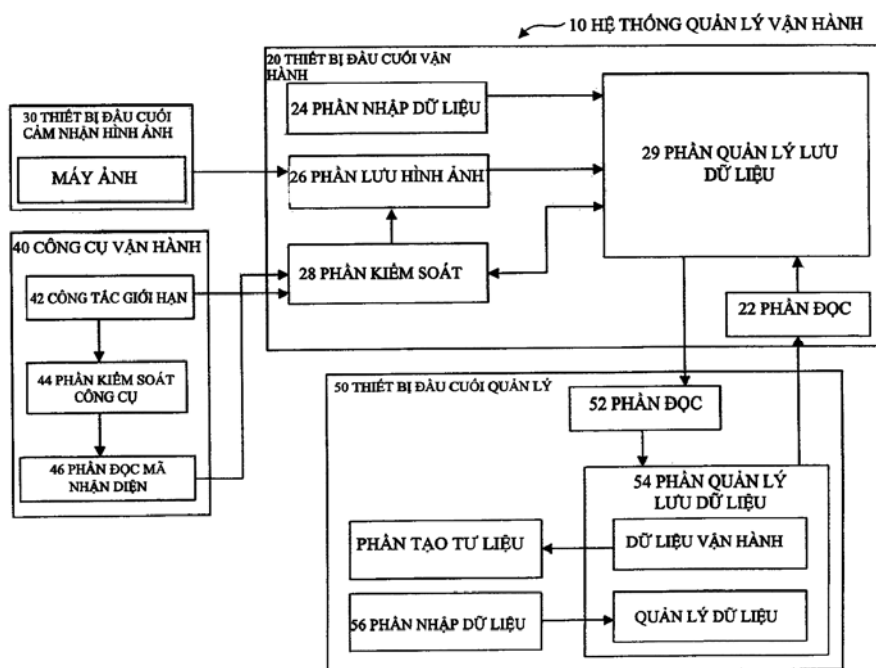 10 HỆ THỐNG QUẢN LÝ VẬN HÀNH
20 THIẾT BỊ ĐẦU CUỐI VẬN
HÀNH
24 PHẦN NHẬP DỮ LIỆU
29 PHẦN QUẢN LÝ LƯU
DỮ LIỆU
30 THIẾT BỊ ĐẦU CUỐI
CẢM NHẬN HÌNH ẢNH
MÁY ẢNH
26 PHẦN LƯU HÌNH ẢNH
40 CÔNG CỤ VẬN HÀNH
28 PHẦN KIỂM SOÁT
42 CÔNG TẮC GIỚI HẠN
22 PHẦN ĐỌC
44 PHẦN KIỂM SOÁT
CÔNG CỤ
46 PHẦN ĐỌC MÃ
NHẬN DIỆN
50 THIẾT BỊ ĐẦU CUỐI QUẢN LÝ
52 PHẦN ĐỌC
54 PHẦN QUẢN LÝ
LƯU DỮ LIỆU
PHẦN TẠO TƯ LIỆU
DỮ LIỆU VẬN HÀNH
56 PHẦN NHẬP DỮ LIỆU
QUẢN LÝ DỮ LIỆU